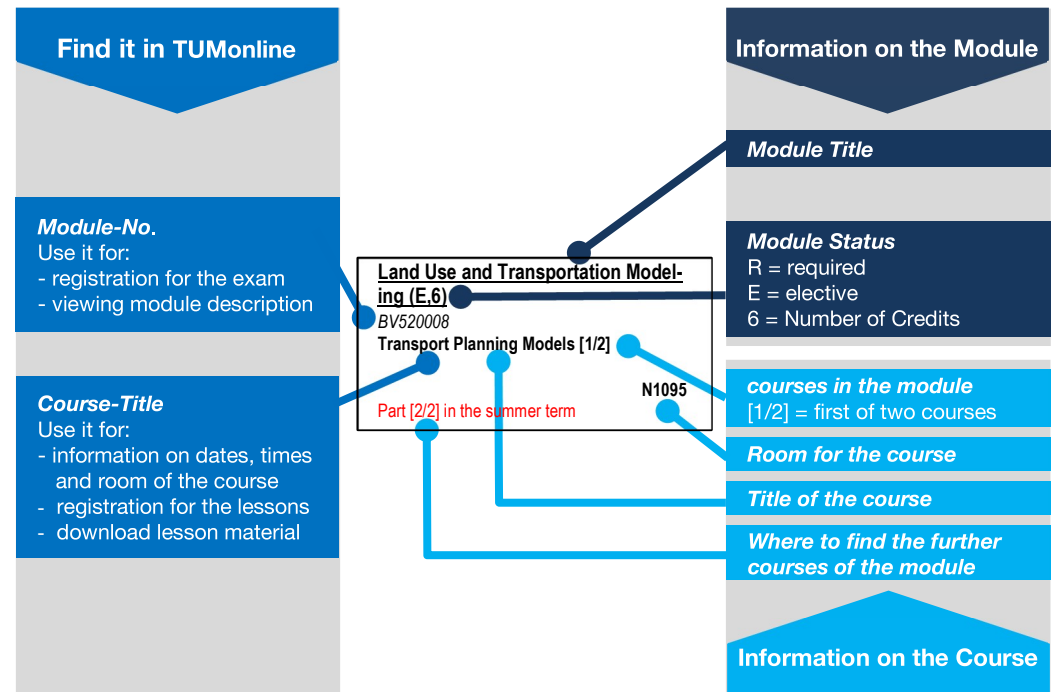 Find it in TUMonline
Module-No.
Use it for:
- registration for the exam
- viewing module description
Course-Title
Use it for:
- information on dates, times
and room of the course
- registration for the lessons
- download lesson material
Land Use and Transportation Model-
ing (E,6)
BV520008
Transport Planning Models [1/2]
N1095
Part [2/2] in the summer term
Information on the Module
Module Title
Module Status
R = required
E = elective
6 = Number of Credits
courses in the module
[1/2] = first of two courses
Room for the course
Title of the course
Where to find the further
courses of the module
Information on the Course